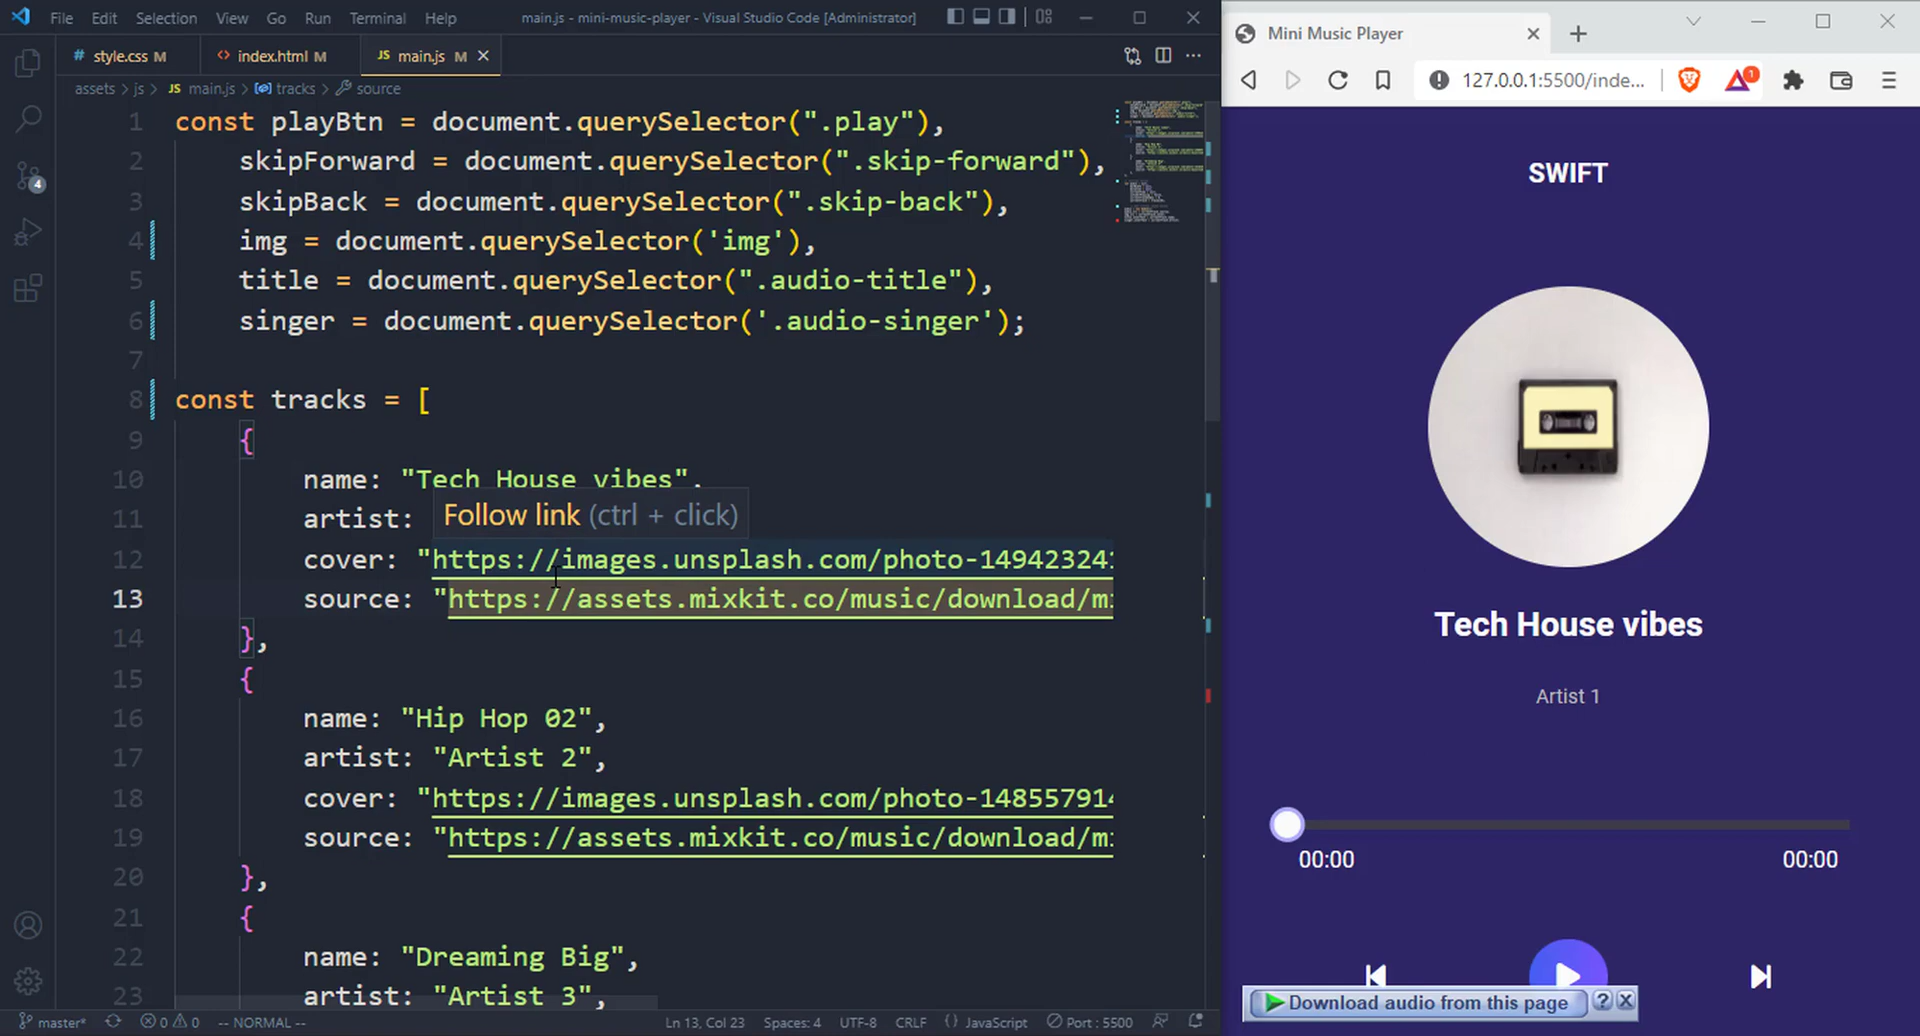 File Edit Selection View Go Run Terminal Help main.js - mini-music-player - Visual Studio Code [Administrator]
# style.css M <> index.html M JS main.js M
assets > js > JS main.js > tracks > source
4
1 const playBtn = document.querySelector(".play"),
2 skipForward = document.querySelector(".skip-forward"),
3 skipBack = document.querySelector(".skip-back"),
4 img = document.querySelector('img'),
5 title = document.querySelector(".audio-title"),
6 singer = document.querySelector('.audio-singer');
7
8 const tracks = [
9 {
10 name: "Tech House vibes",
11 artist:
Follow link (ctrl + click)
12 cover: "https://images.unsplash.com/photo-149423241
13 source: "https://assets.mixkit.co/music/download/mi
14 },
15 {
16 name: "Hip Hop 02",
17 artist: "Artist 2",
18 cover: "https://images.unsplash.com/photo-148557914
19 source: "https://assets.mixkit.co/music/download/mi
20 },
21 {
22 name: "Dreaming Big",
23 artist: "Artist 3",
master* 0 0 -- NORMAL -- Ln 13, Col 23 Spaces: 4 UTF-8 CRLF {} JavaScript Port : 5500
Mini Music Player
127.0.0.1:5500/inde...
1
SWIFT
Tech House vibes
Artist 1
00:00 00:00
Download audio from this page ? X